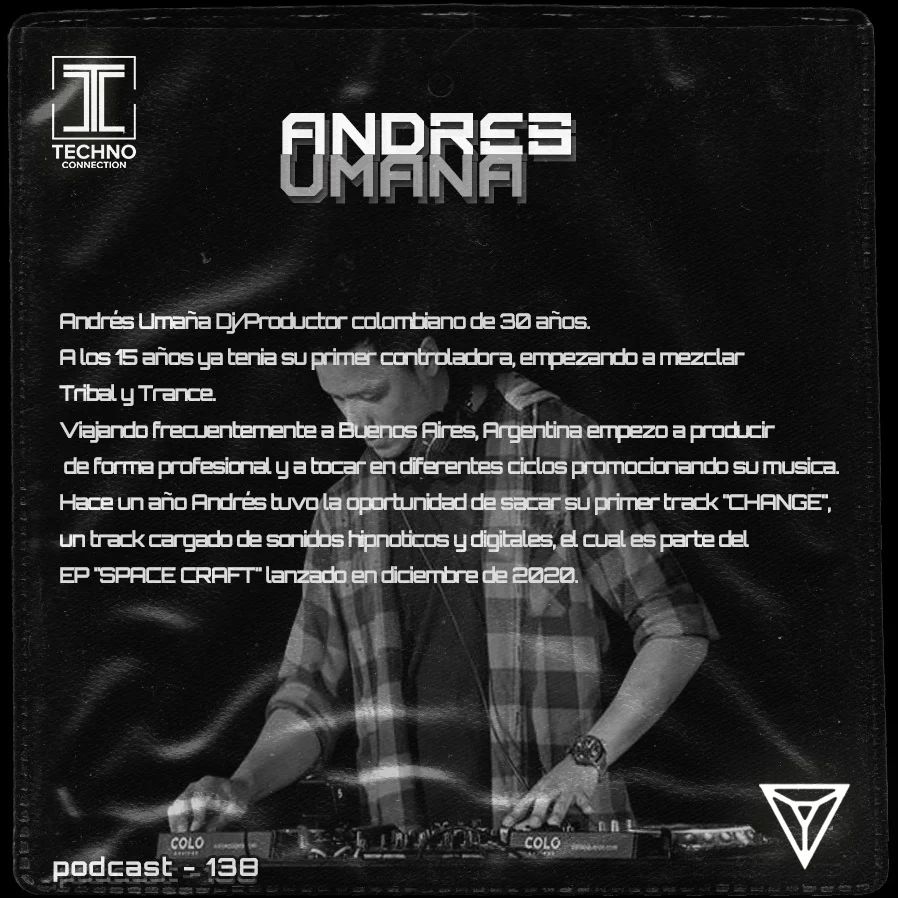 TECHNO
CONNECTION
ANDRES
UMANA
Andrés Umaña Dj/Productor colombiano de 30 años.
A los 15 años ya tenia su primer controladora, empezando a mezclar
Tribal y Trance.
Viajando frecuentemente a Buenos Aires, Argentina empezo a producir
de forma profesional y a tocar en diferentes ciclos promocionando su musica.
Hace un año Andrés tuvo la oportunidad de sacar su primer track "CHANGE",
un track cargado de sonidos hipnoticos y digitales, el cual es parte del
EP "SPACE CRAFT" lanzado en diciembre de 2020.
COLO
COLO
podcast - 138